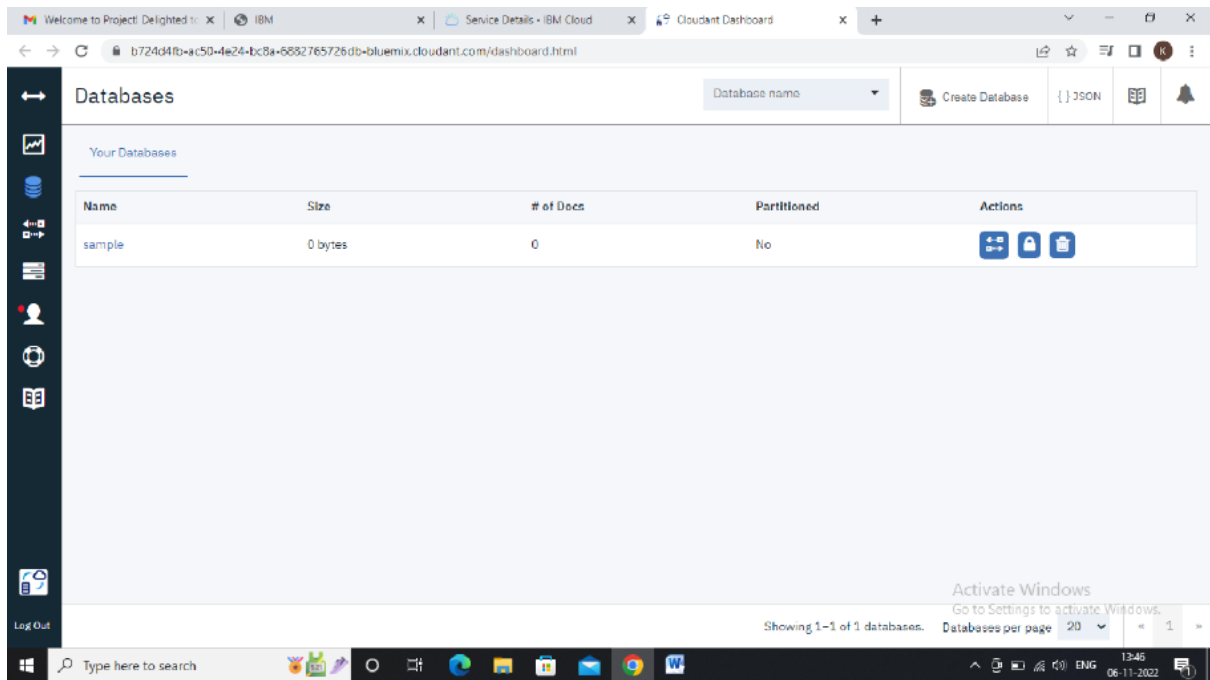 Welcome to Project! Delighted to
IBM
Service Details - IBM Cloud
Cloudant Dashboard
b724d4fb-ac50-4e24-bc8a-6882765726db-bluemix.cloudant.com/dashboard.html
K
Databases
Database name
Create Database
{ } JSON
Your Databases
Name Size # of Docs Partitioned Actions
sample 0 bytes 0 No
Activate Windows
Go to Settings to activate Windows.
Log Out
Showing 1–1 of 1 databases.
Databases per page 20 « 1 »
Type here to search
W
ENG
13:46
06-11-2022
1